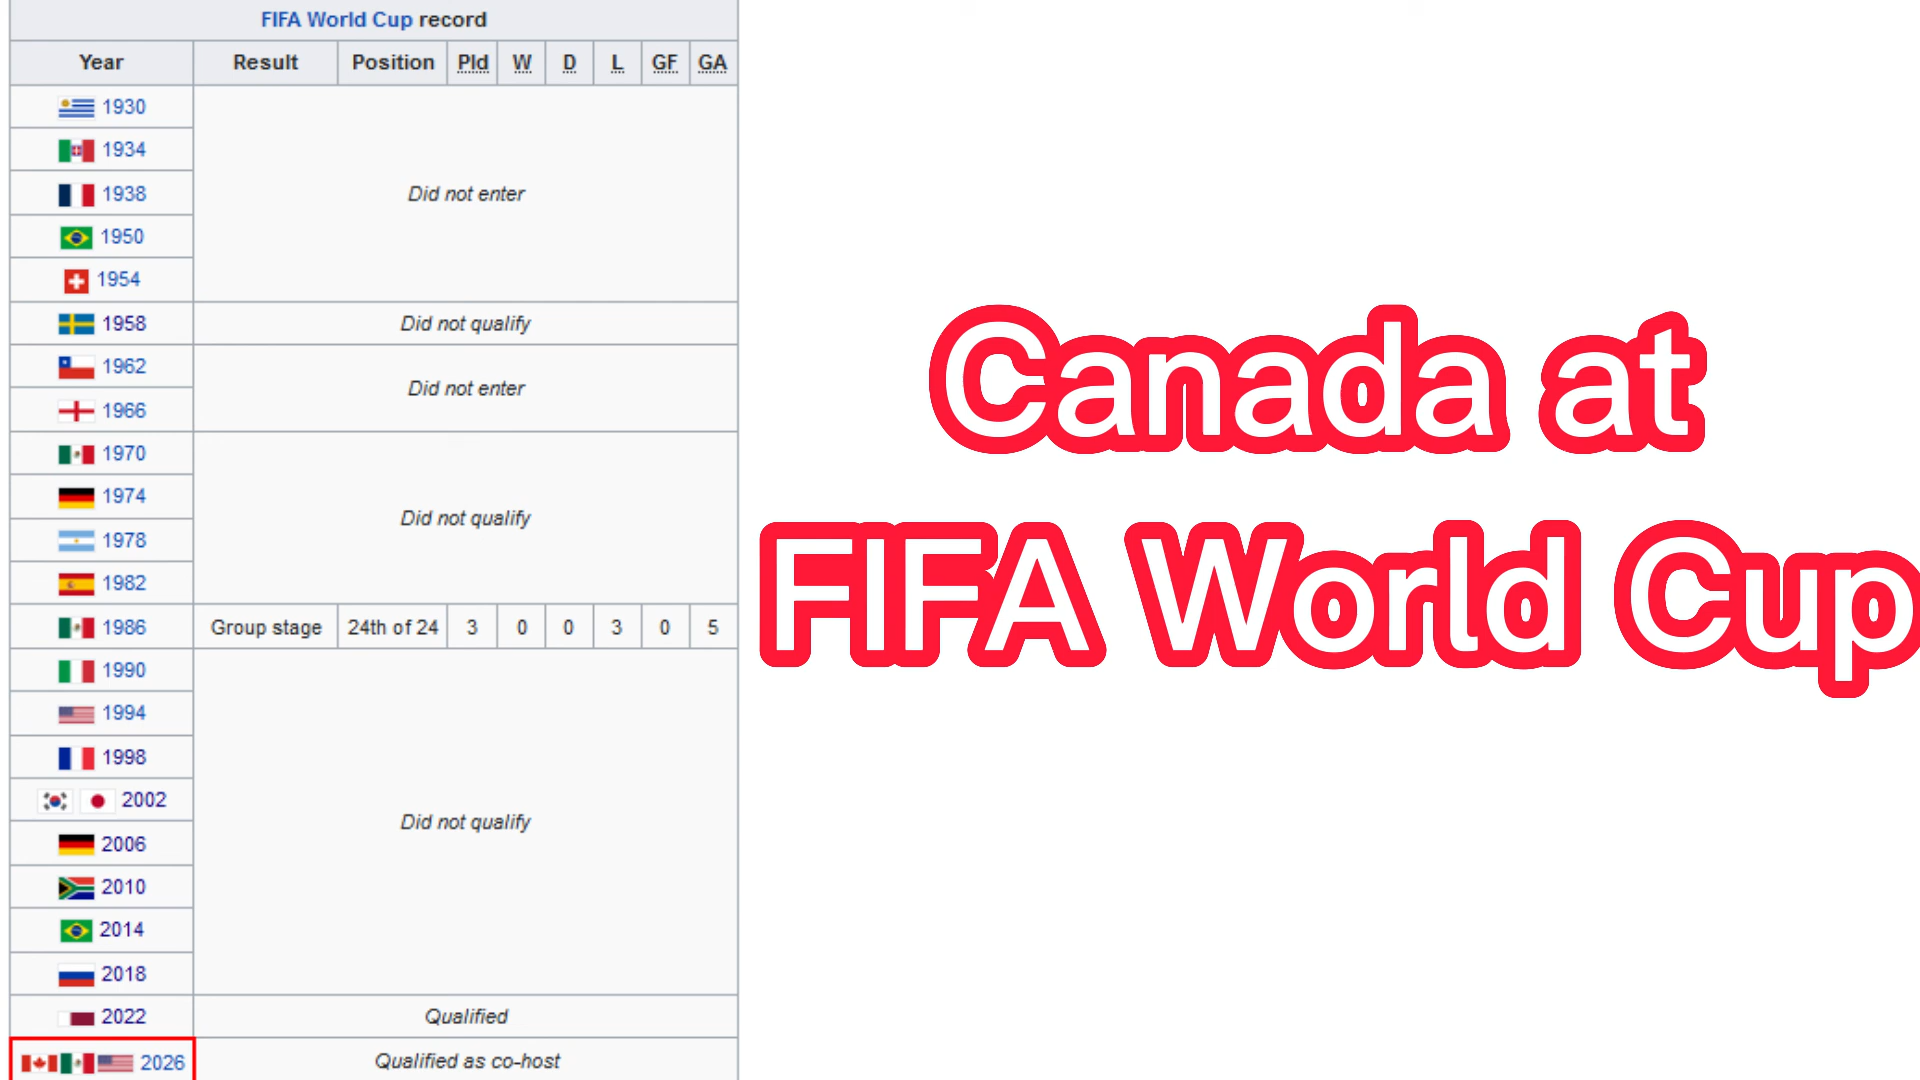 FIFA World Cup record
Year Result Position Pld W D L GF GA
1930
1934
1938
1950
1954
Did not enter
1958 Did not qualify
1962
1966
Did not enter
1970
1974
1978
1982
Did not qualify
1986 Group stage 24th of 24 3 0 0 3 0 5
1990
1994
1998
2002
2006
2010
2014
2018
Did not qualify
2022 Qualified
2026 Qualified as co-host
Canada at
FIFA World Cup